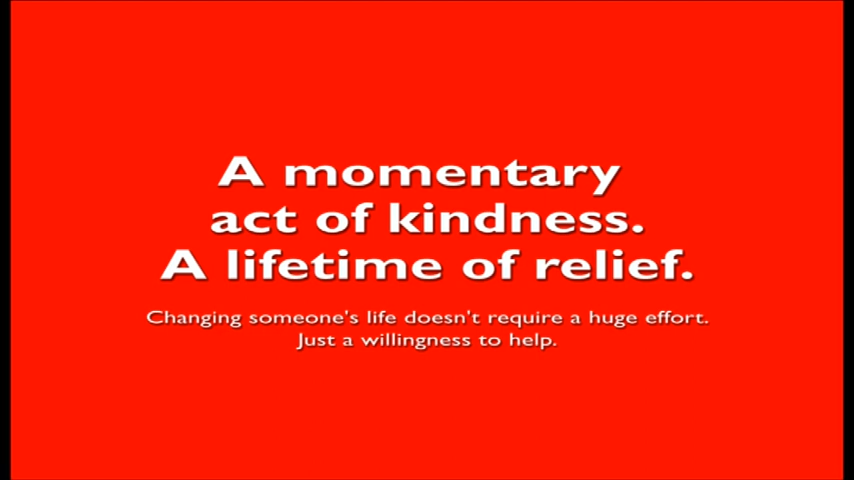 A momentary
act of kindness.
A lifetime of relief.
Changing someone's life doesn't require a huge effort.
Just a willingness to help.